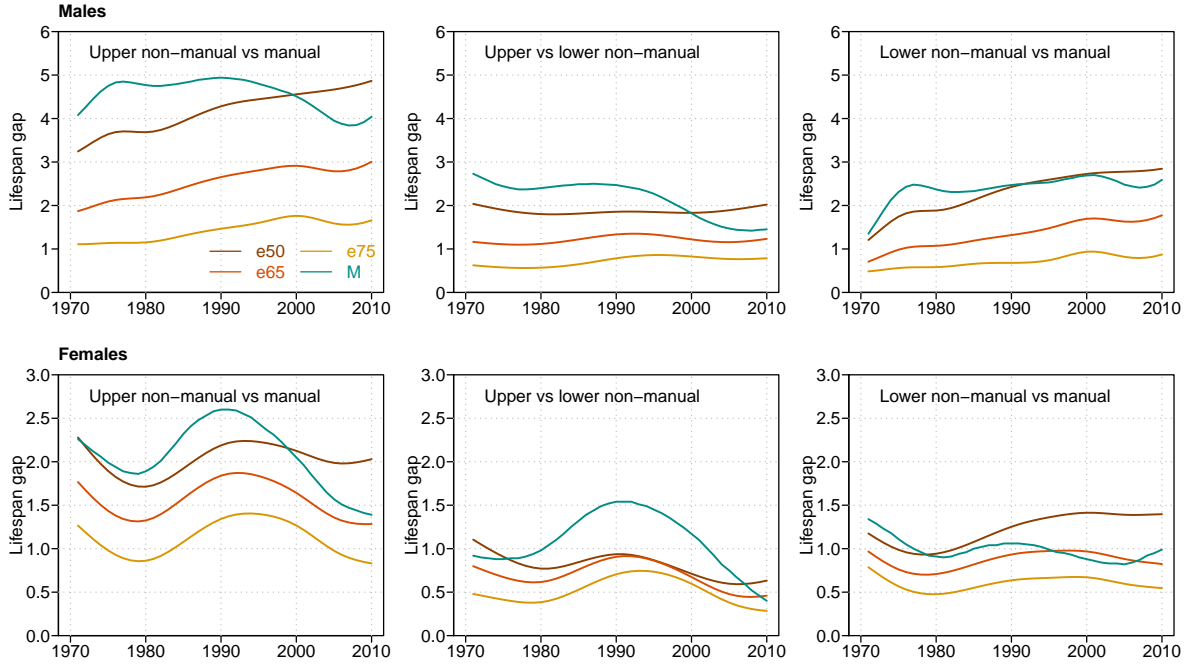 Males
Upper non−manual vs manual
Lifespan gap
6
5
4
3
2
1
0
1970 1980 1990 2000 2010
e50
e65
e75
M
Upper vs lower non−manual
Lifespan gap
6
5
4
3
2
1
0
1970 1980 1990 2000 2010
Lower non−manual vs manual
Lifespan gap
6
5
4
3
2
1
0
1970 1980 1990 2000 2010
Females
Upper non−manual vs manual
Lifespan gap
3.0
2.5
2.0
1.5
1.0
0.5
0.0
1970 1980 1990 2000 2010
Upper vs lower non−manual
Lifespan gap
3.0
2.5
2.0
1.5
1.0
0.5
0.0
1970 1980 1990 2000 2010
Lower non−manual vs manual
Lifespan gap
3.0
2.5
2.0
1.5
1.0
0.5
0.0
1970 1980 1990 2000 2010